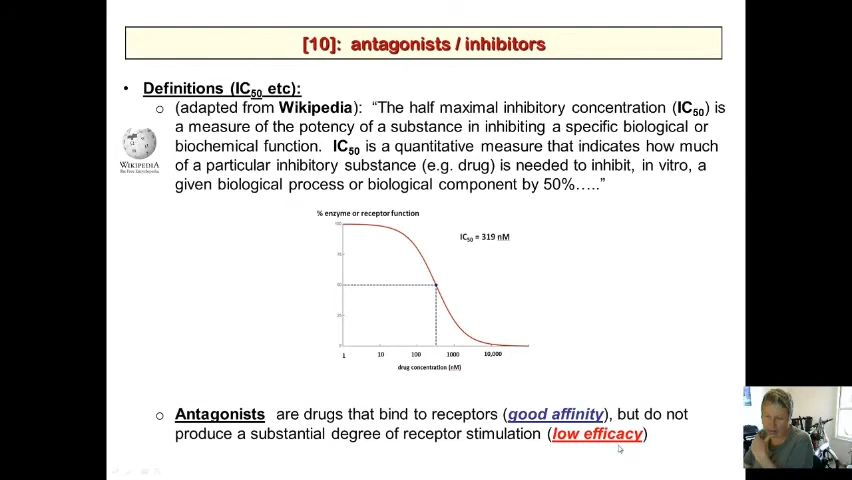 [10]: antagonists / inhibitors
• Definitions (IC50 etc):
o (adapted from Wikipedia): “The half maximal inhibitory concentration (IC50) is
a measure of the potency of a substance in inhibiting a specific biological or
biochemical function. IC50 is a quantitative measure that indicates how much
of a particular inhibitory substance (e.g. drug) is needed to inhibit, in vitro, a
given biological process or biological component by 50%…..”
WIKIPEDIA
The Free Encyclopedia
% enzyme or receptor function
IC50 = 319 nM
100
75
50
25
0
1 10 100 1000 10,000
drug concentration (nM)
o Antagonists are drugs that bind to receptors (good affinity), but do not
produce a substantial degree of receptor stimulation (low efficacy)